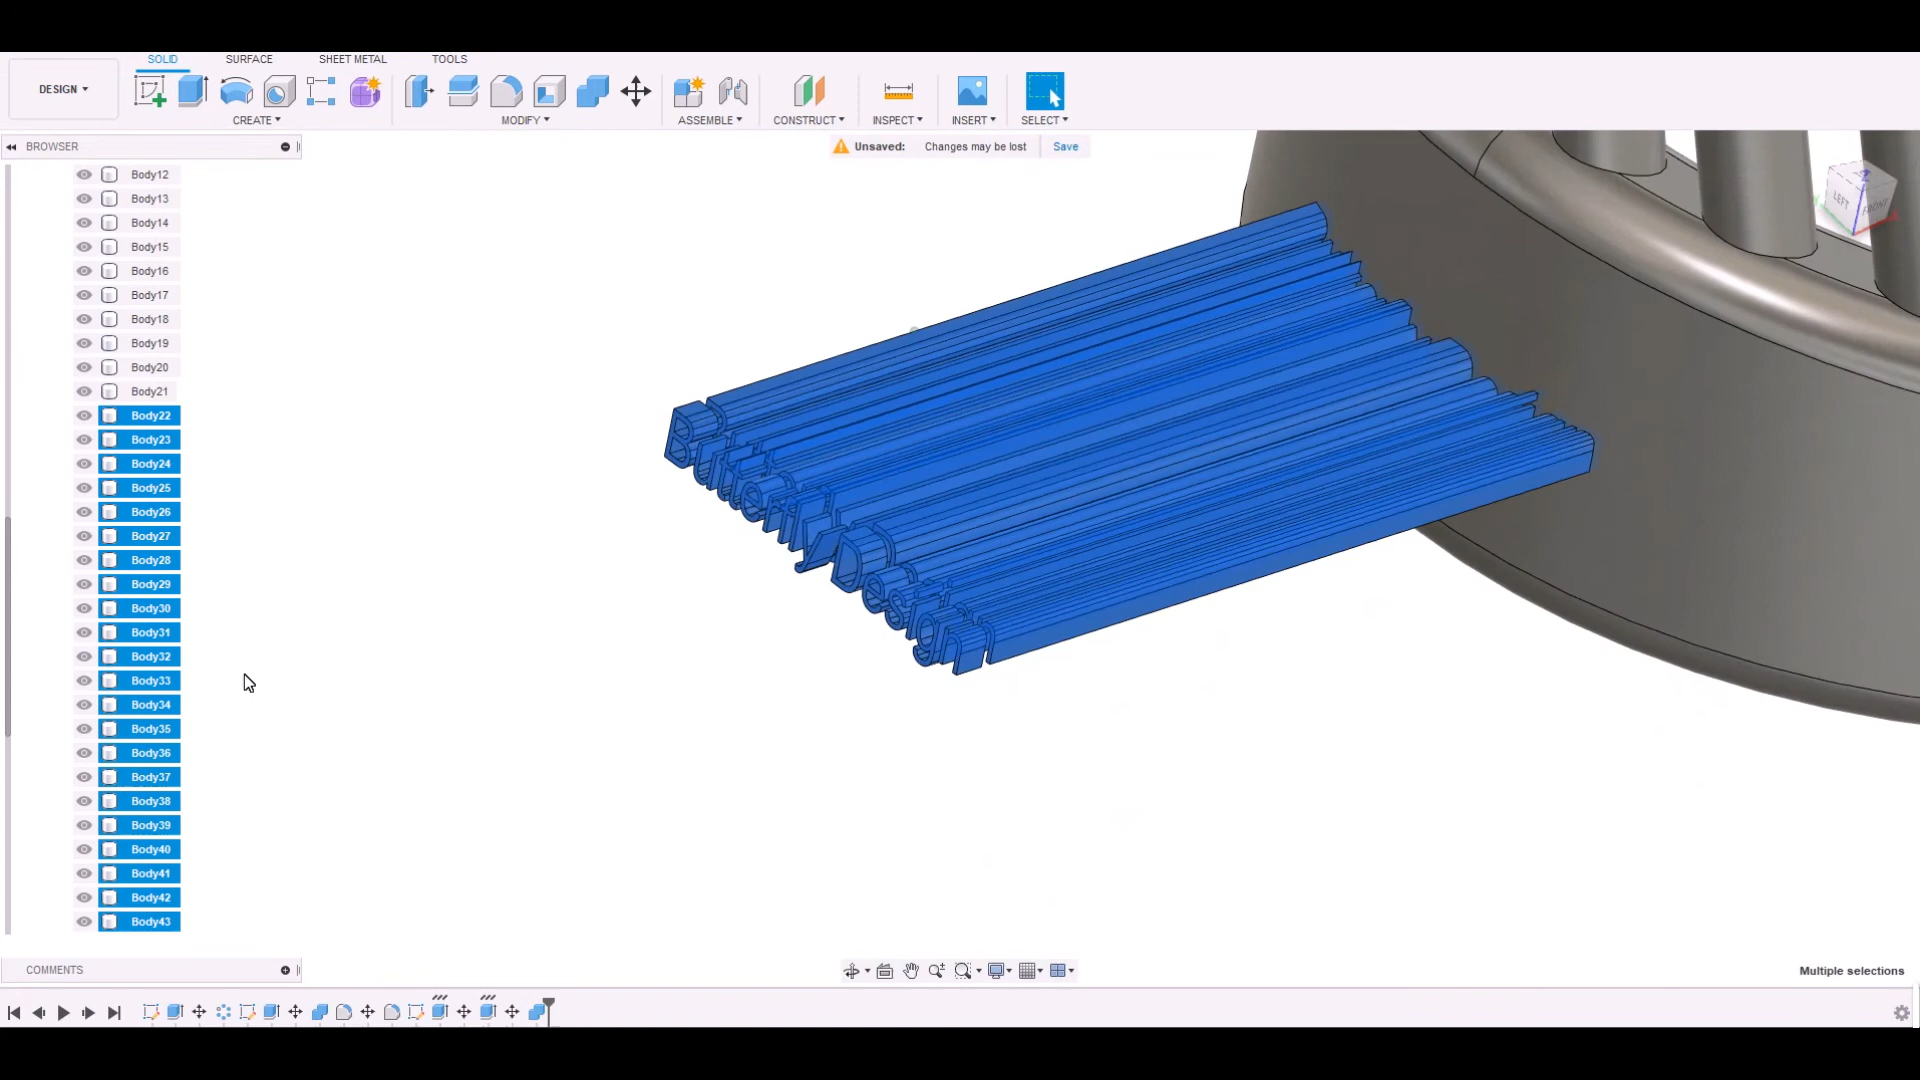 SOLID SURFACE SHEET METAL TOOLS
DESIGN
CREATE MODIFY ASSEMBLE CONSTRUCT INSPECT INSERT SELECT
BROWSER
Unsaved: Changes may be lost Save
LEFT FRONT
Z
Body12
Body13
Body14
Body15
Body16
Body17
Body18
Body19
Body20
Body21
Body22
Body23
Body24
Body25
Body26
Body27
Body28
Body29
Body30
Body31
Body32
Body33
Body34
Body35
Body36
Body37
Body38
Body39
Body40
Body41
Body42
Body43
COMMENTS
Multiple selections